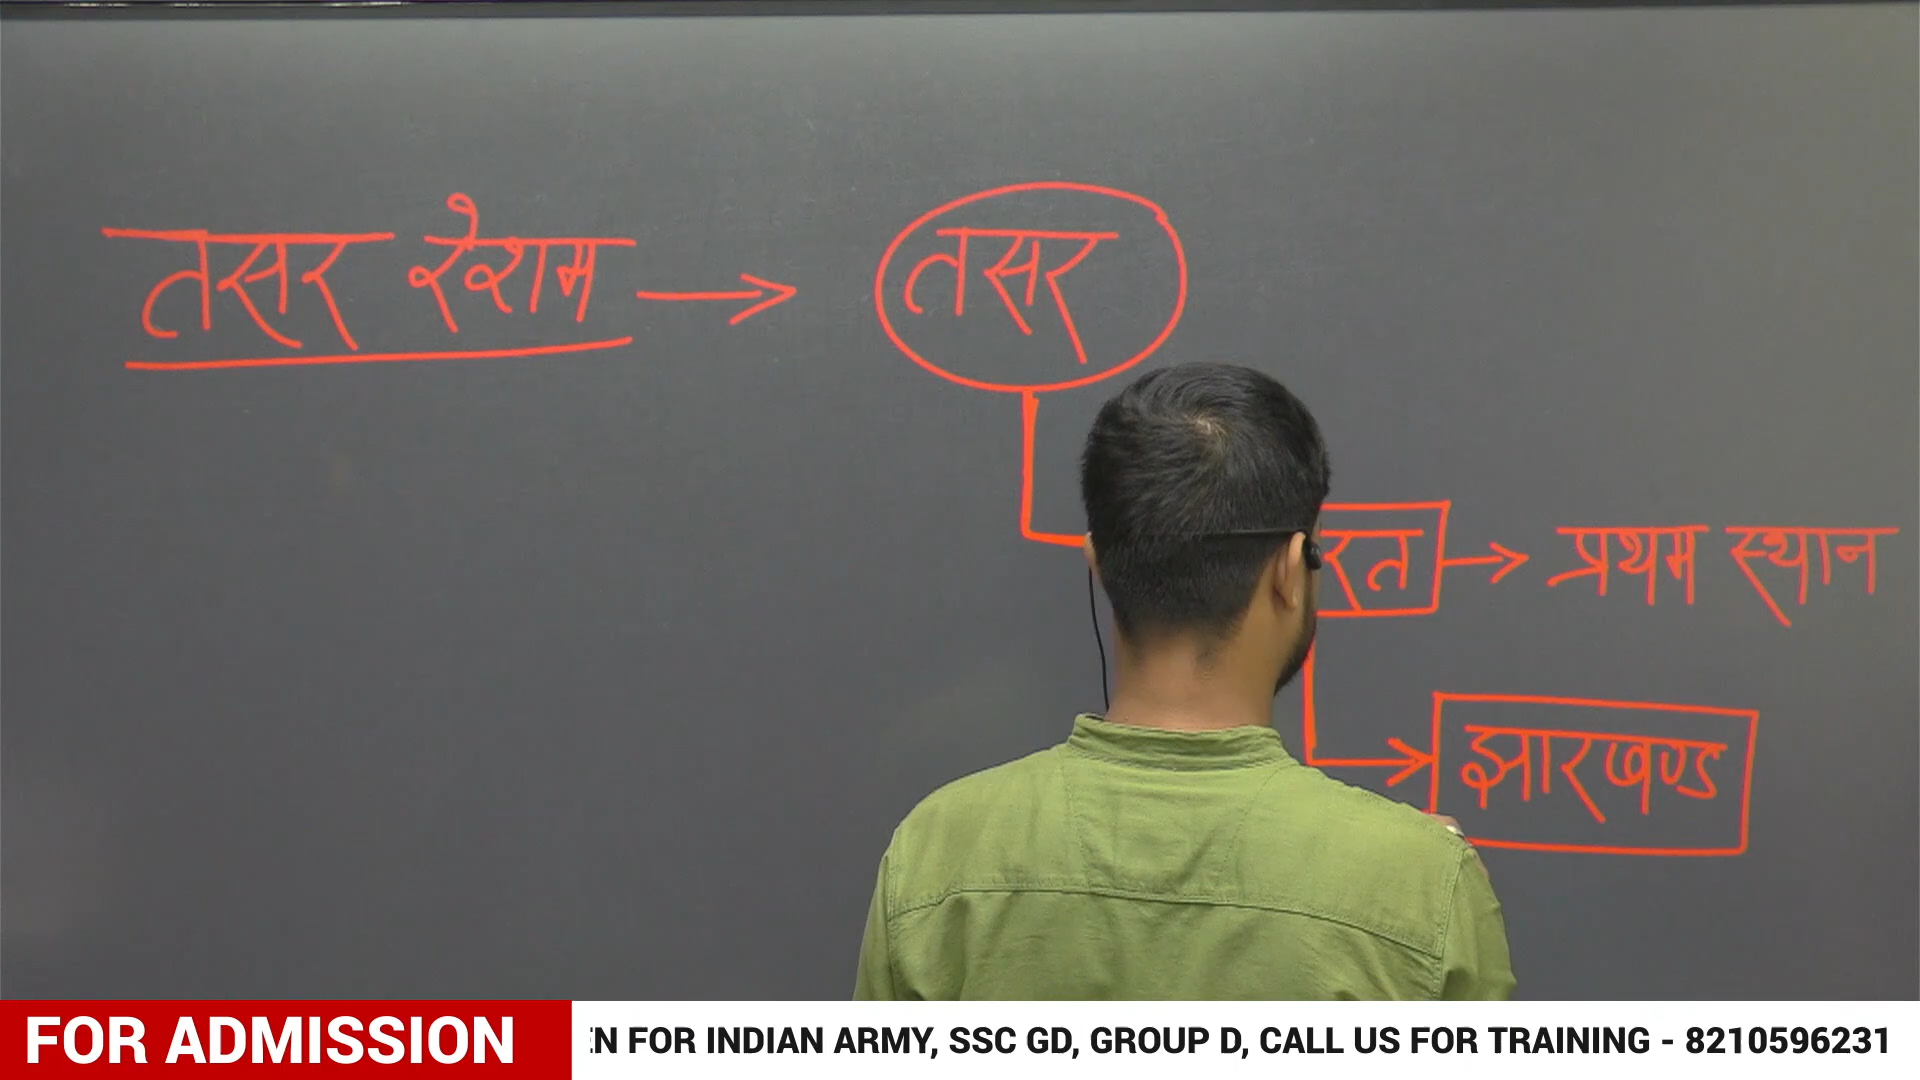 तसर रेशम → तसर
रत → प्रथम स्थान
झारखण्ड
FOR ADMISSION
EN FOR INDIAN ARMY, SSC GD, GROUP D, CALL US FOR TRAINING - 8210596231